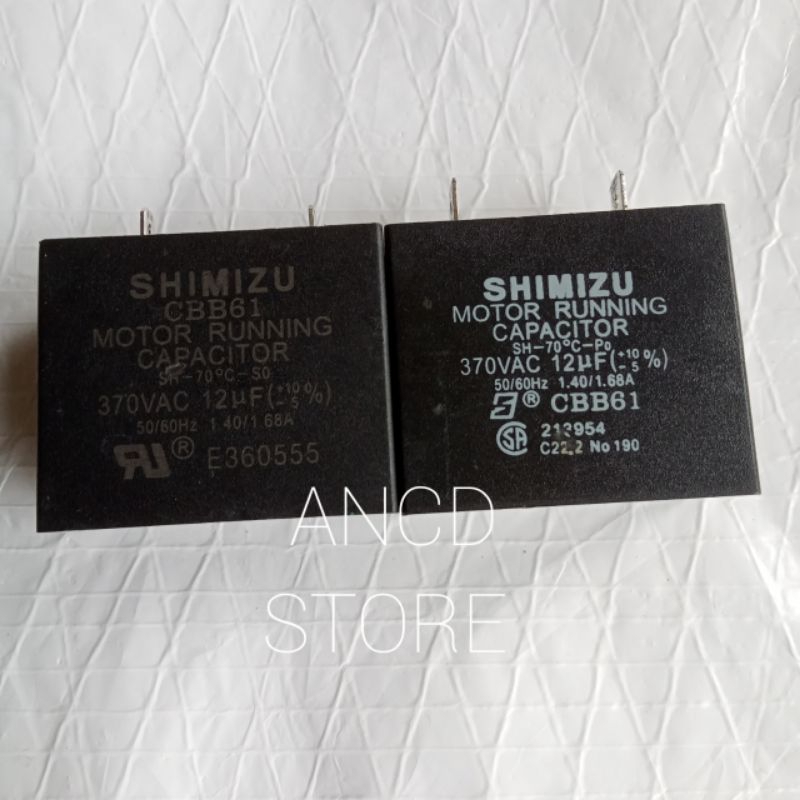 SHIMIZU
CBB61
MOTOR RUNNING
CAPACITOR
SH-70°C-S0
370VAC 12μF(+10 -5 %)
50/60Hz 1.40/1.68A
RU® E360555
SHIMIZU
MOTOR RUNNING
CAPACITOR
SH-70°C-P0
370VAC 12μF(+10 -5 %)
50/60Hz 1.40/1.68A
® CBB61
SA 213954
C22.2 No 190
ANCD
STORE